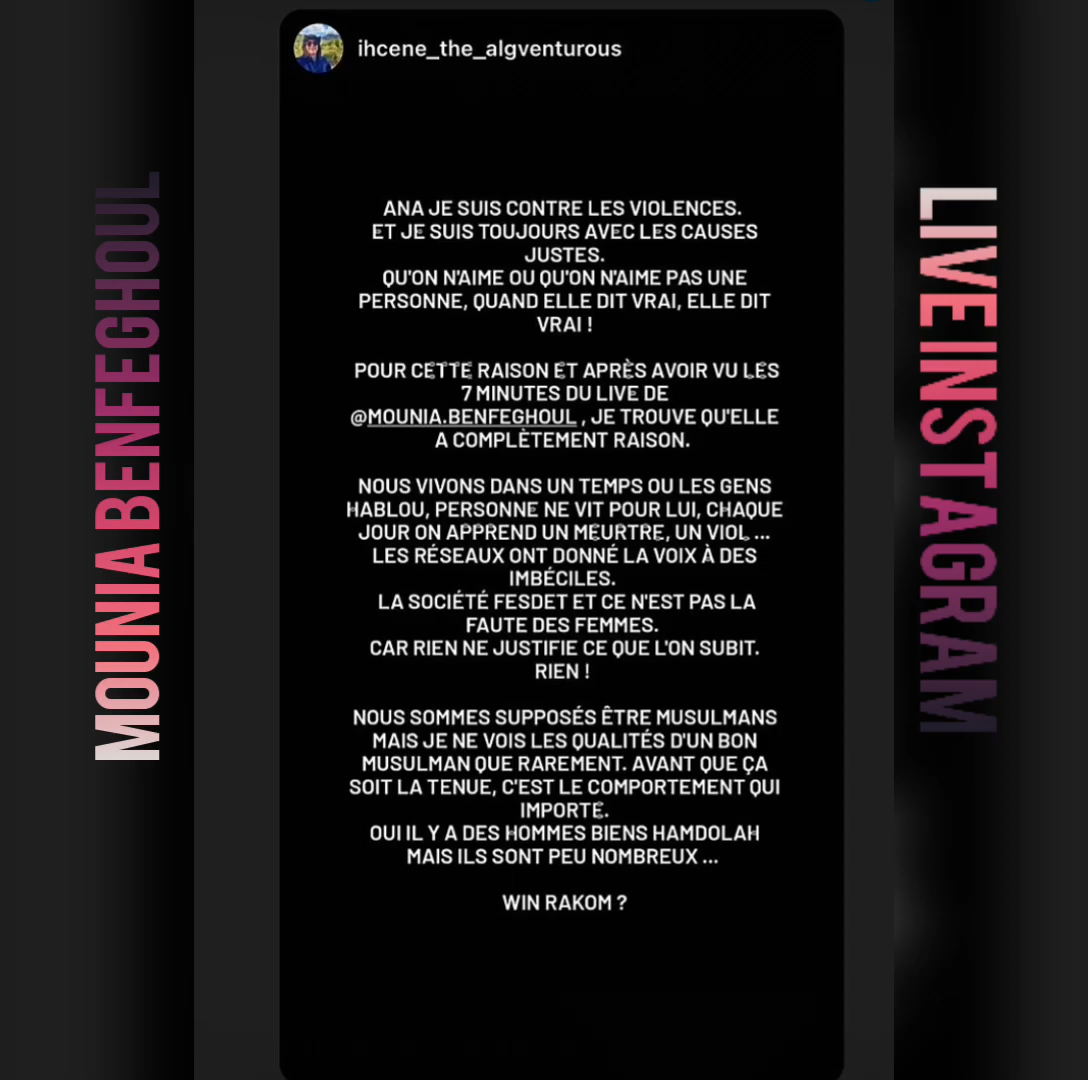 ihcene_the_algventurous
ANA JE SUIS CONTRE LES VIOLENCES.
ET JE SUIS TOUJOURS AVEC LES CAUSES
JUSTES.
QU'ON N'AIME OU QU'ON N'AIME PAS UNE
PERSONNE, QUAND ELLE DIT VRAI, ELLE DIT
VRAI !
POUR CETTE RAISON ET APRÈS AVOIR VU LES
7 MINUTES DU LIVE DE
@MOUNIA.BENFEGHOUL , JE TROUVE QU'ELLE
A COMPLÈTEMENT RAISON.
NOUS VIVONS DANS UN TEMPS OU LES GENS
HABLOU, PERSONNE NE VIT POUR LUI, CHAQUE
JOUR ON APPREND UN MEURTRE, UN VIOL ...
LES RÉSEAUX ONT DONNÉ LA VOIX À DES
IMBÉCILES.
LA SOCIÉTÉ FESDET ET CE N'EST PAS LA
FAUTE DES FEMMES.
CAR RIEN NE JUSTIFIE CE QUE L'ON SUBIT.
RIEN !
NOUS SOMMES SUPPOSÉS ÊTRE MUSULMANS
MAIS JE NE VOIS LES QUALITÉS D'UN BON
MUSULMAN QUE RAREMENT. AVANT QUE ÇA
SOIT LA TENUE, C'EST LE COMPORTEMENT QUI
IMPORTE.
OUI IL Y A DES HOMMES BIENS HAMDOLAH
MAIS ILS SONT PEU NOMBREUX ...
WIN RAKOM ?
MOUNIA BENFEGHOUL
LIVE INSTAGRAM